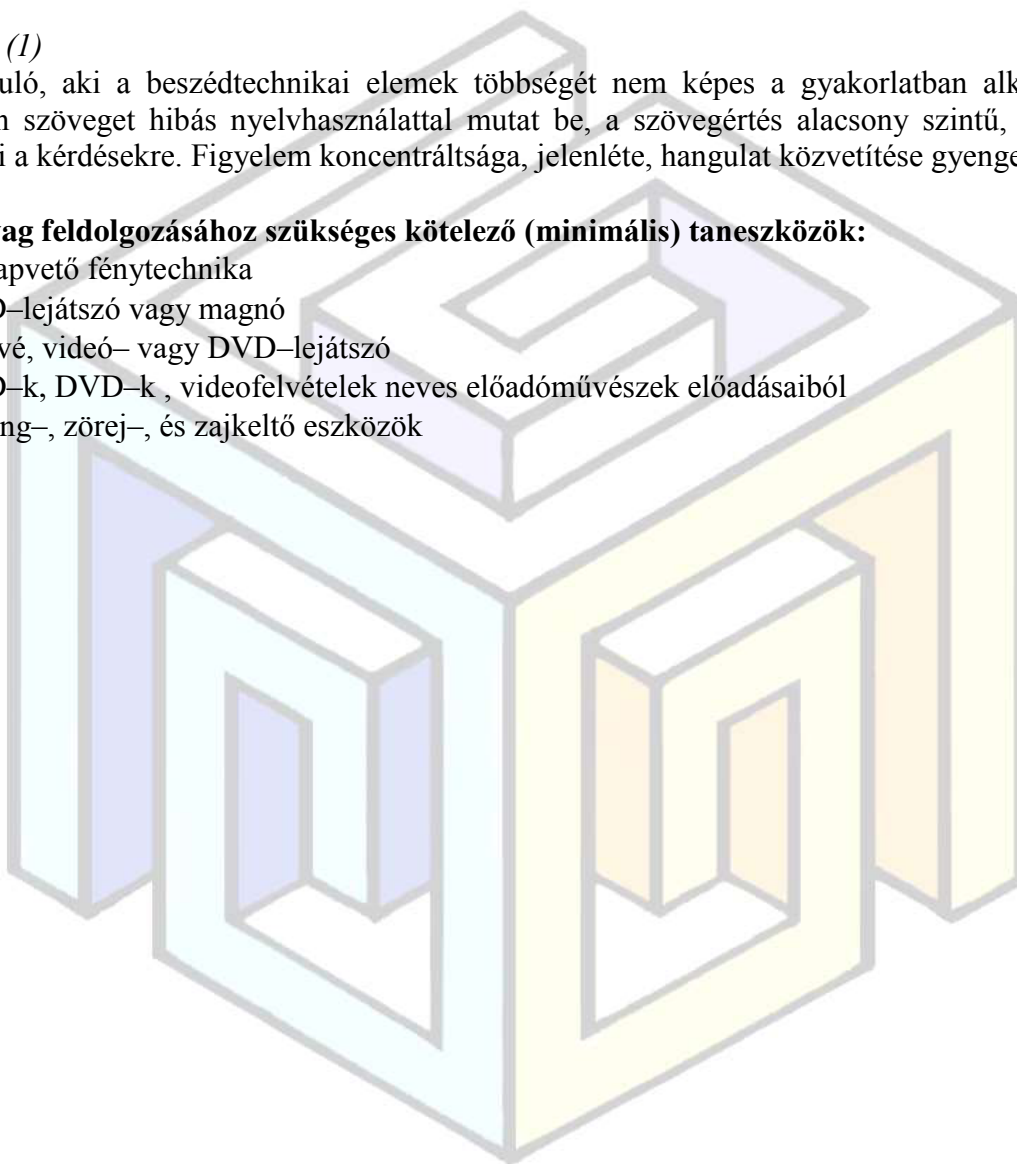 (1)
uló, aki a beszédtechnikai elemek többségét nem képes a gyakorlatban alk
n szöveget hibás nyelvhasználattal mutat be, a szövegértés alacsony szintű,
i a kérdésekre. Figyelem koncentráltsága, jelenléte, hangulat közvetítése gyenge
ag feldolgozásához szükséges kötelező (minimális) taneszközök:
apvető fénytechnika
D–lejátszó vagy magnó
vé, videó– vagy DVD–lejátszó
D–k, DVD–k , videofelvételek neves előadóművészek előadásaiból
ng–, zörej–, és zajkeltő eszközök